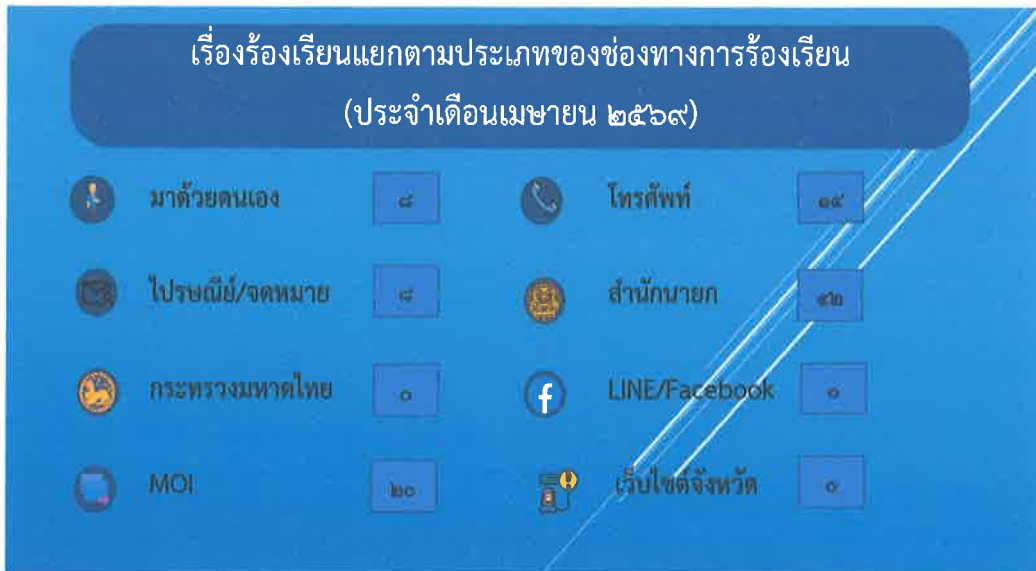 เรื่องร้องเรียนแยกตามประเภทของช่องทางการร้องเรียน
(ประจำเดือนเมษายน ๒๕๖๙)
มาด้วยตนเอง ๘ โทรศัพท์ ๑๕
ไปรษณีย์/จดหมาย ๘ สำนักนายก
กระทรวงมหาดไทย ๐ LINE/Facebook ๐
MOI ๒๐ เว็บไซต์จังหวัด ๐